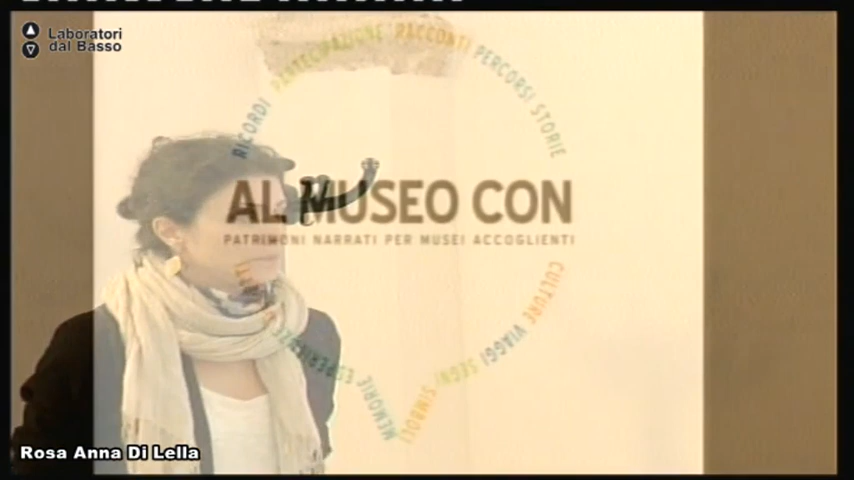 Laboratori
dal Basso
RICORDI PARTECIPAZIONE RACCONTI PERCORSI STORIE
AL MUSEO CON
PATRIMONI NARRATI PER MUSEI ACCOGLIENTI
CULTURE VIAGGI SEGNI SIMBOLI
MEMORIE ESPERIENZE
Rosa Anna Di Lella